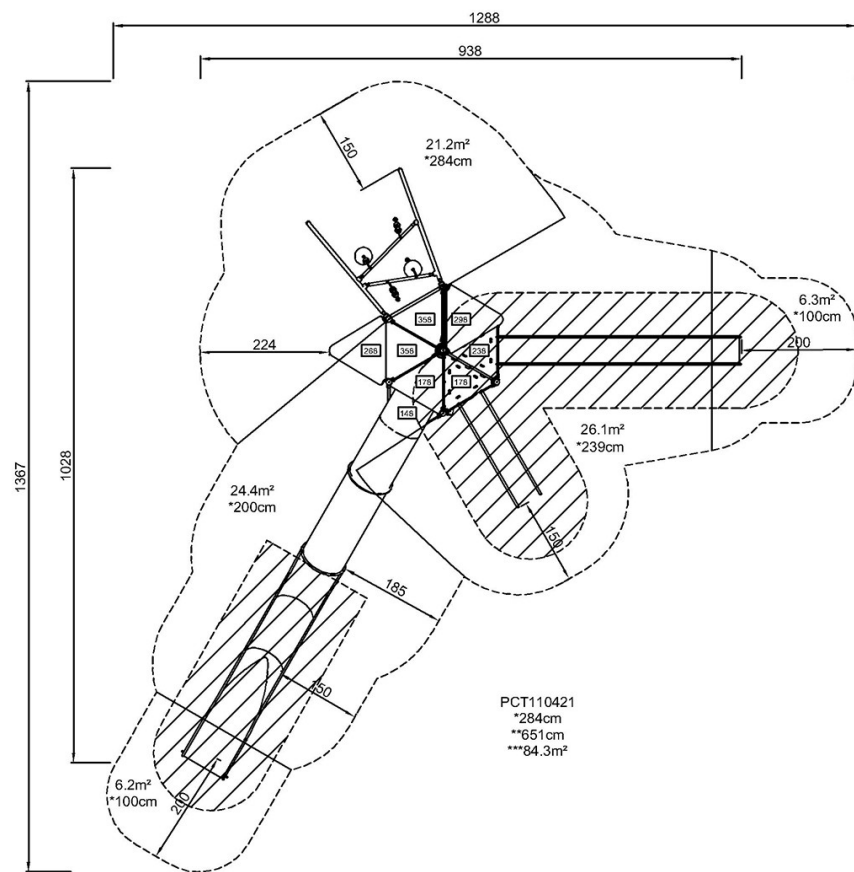 1288
938
150
21.2m²
*284cm
6.3m²
*100cm
358
298
224
268
358
238
200
178
178
148
26.1m²
*239cm
1367
1028
24.4m²
*200cm
150
185
150
PCT110421
*284cm
**651cm
***84.3m²
6.2m²
*100cm
200